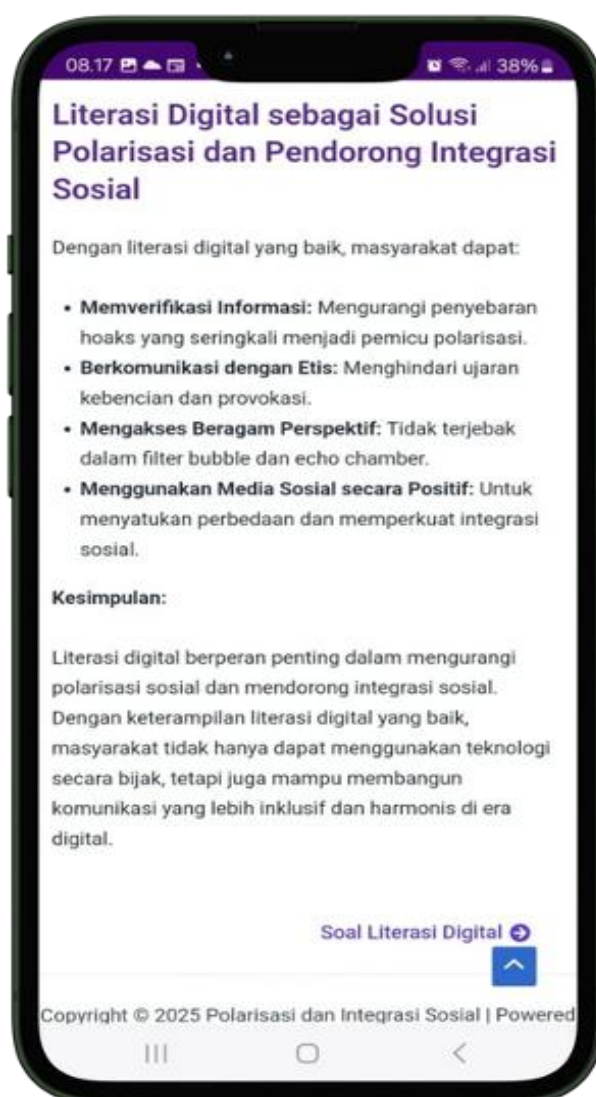 08.17 38%
Literasi Digital sebagai Solusi
Polarisasi dan Pendorong Integrasi
Sosial
Dengan literasi digital yang baik, masyarakat dapat:
• Memverifikasi Informasi: Mengurangi penyebaran
hoaks yang seringkali menjadi pemicu polarisasi.
• Berkomunikasi dengan Etis: Menghindari ujaran
kebencian dan provokasi.
• Mengakses Beragam Perspektif: Tidak terjebak
dalam filter bubble dan echo chamber.
• Menggunakan Media Sosial secara Positif: Untuk
menyatukan perbedaan dan memperkuat integrasi
sosial.
Kesimpulan:
Literasi digital berperan penting dalam mengurangi
polarisasi sosial dan mendorong integrasi sosial.
Dengan keterampilan literasi digital yang baik,
masyarakat tidak hanya dapat menggunakan teknologi
secara bijak, tetapi juga mampu membangun
komunikasi yang lebih inklusif dan harmonis di era
digital.
Soal Literasi Digital
Copyright © 2025 Polarisasi dan Integrasi Sosial | Powered